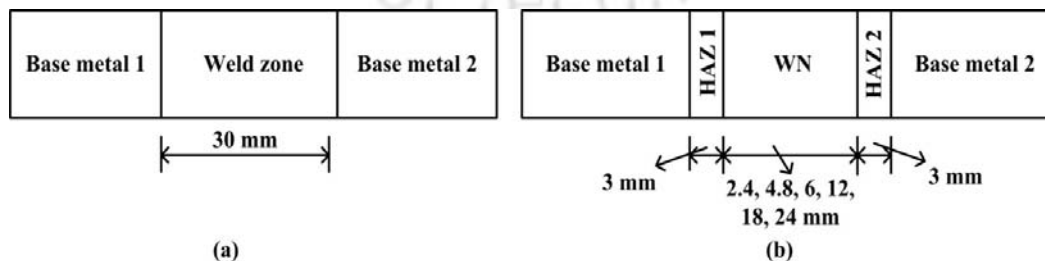 Base metal 1 Weld zone Base metal 2
30 mm
(a)
Base metal 1 HAZ 1 WN HAZ 2 Base metal 2
3 mm 3 mm
2.4, 4.8, 6, 12,
18, 24 mm
(b)